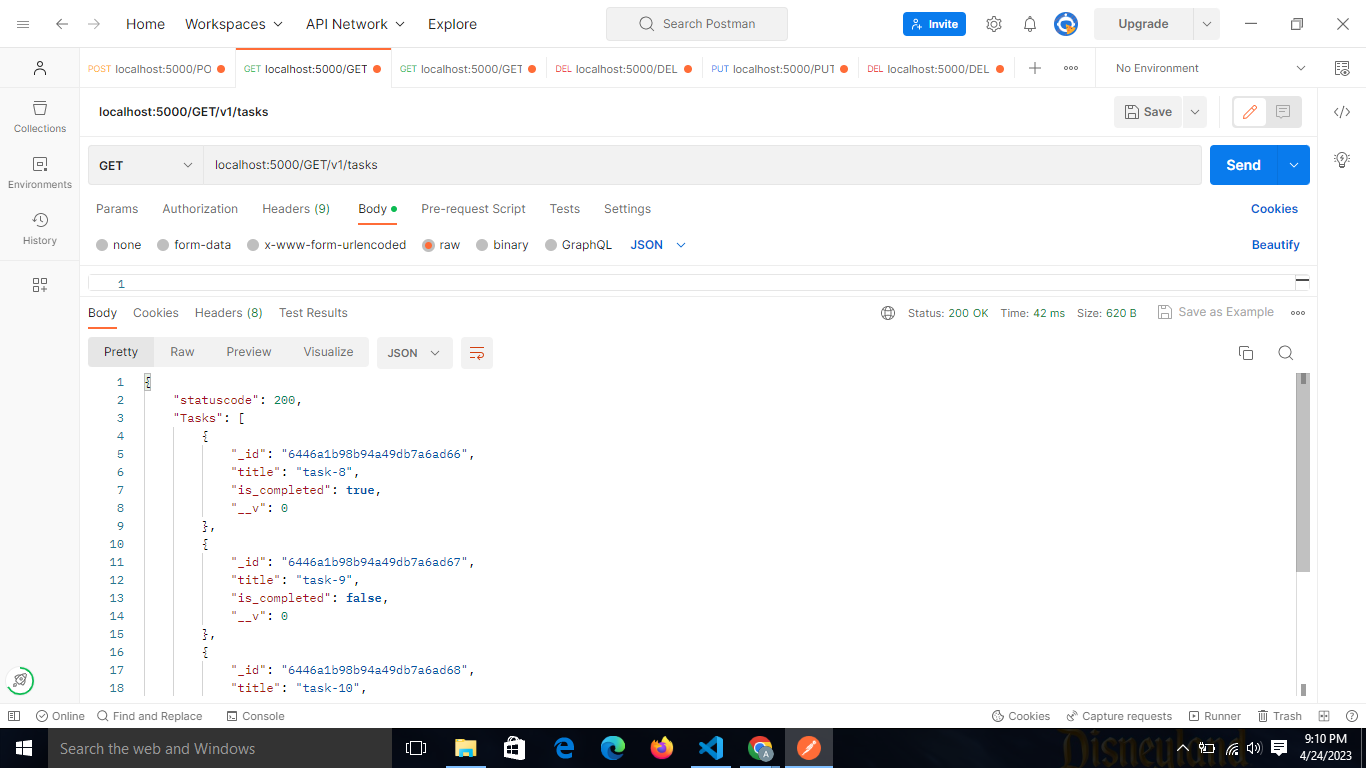 Home Workspaces API Network Explore Search Postman Invite Upgrade
POST localhost:5000/PO GET localhost:5000/GET GET localhost:5000/GET DEL localhost:5000/DEL PUT localhost:5000/PUT DEL localhost:5000/DEL No Environment
localhost:5000/GET/v1/tasks Save
Collections
GET localhost:5000/GET/v1/tasks Send
Environments
Params Authorization Headers (9) Body Pre-request Script Tests Settings Cookies
History
none form-data x-www-form-urlencoded raw binary GraphQL JSON Beautify
1
Body Cookies Headers (8) Test Results Status: 200 OK Time: 42 ms Size: 620 B Save as Example
Pretty Raw Preview Visualize JSON
1 {
2 "statuscode": 200,
3 "Tasks": [
4 {
5 "_id": "6446a1b98b94a49db7a6ad66",
6 "title": "task-8",
7 "is_completed": true,
8 "__v": 0
9 },
10 {
11 "_id": "6446a1b98b94a49db7a6ad67",
12 "title": "task-9",
13 "is_completed": false,
14 "__v": 0
15 },
16 {
17 "_id": "6446a1b98b94a49db7a6ad68",
18 "title": "task-10",
Online Find and Replace Console Cookies Capture requests Runner Trash
Search the web and Windows
A
Disneyland
9:10 PM
4/24/2023